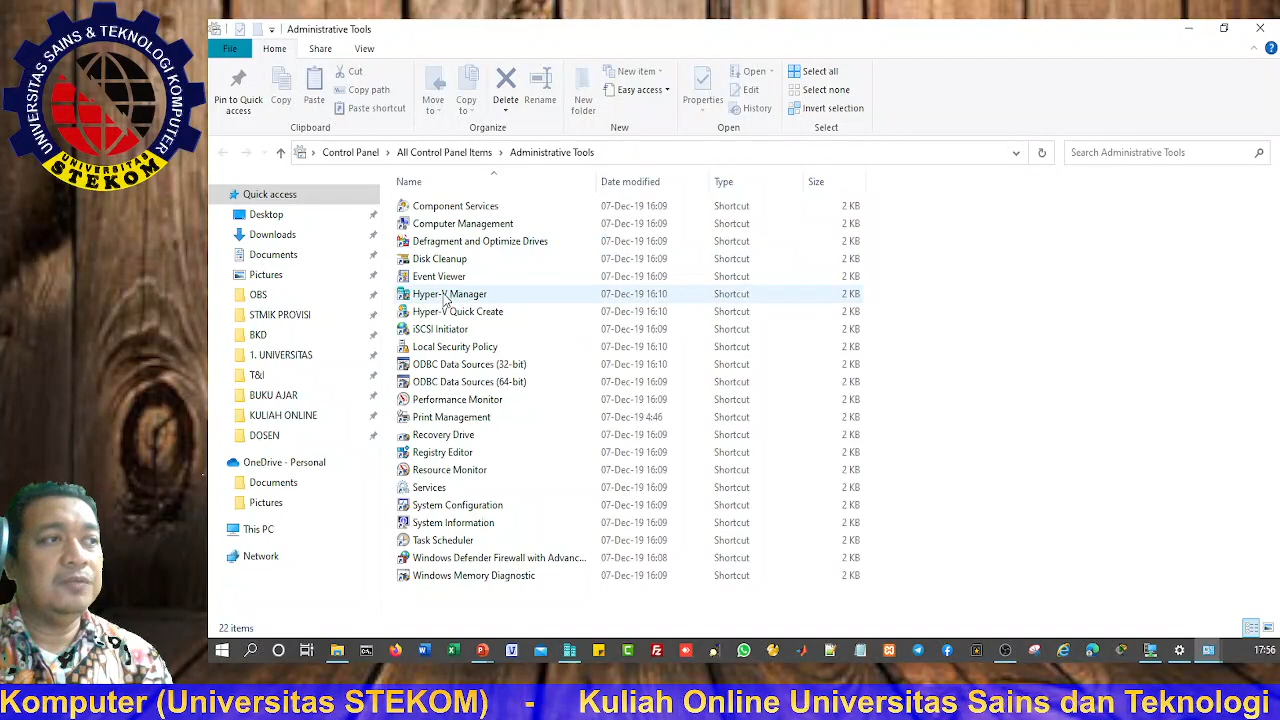 UNIVERSITAS SAINS & TEKNOLOGI KOMPUTER
UNIVERSITAS
STEKOM
Administrative Tools
File Home Share View
Pin to Quick access
Copy
Paste
Cut
Copy path
Paste shortcut
Clipboard
Move to
Copy to
Delete
Rename
Organize
New folder
New item
Easy access
New
Properties
Open
Edit
History
Open
Select all
Select none
Invert selection
Select
Control Panel > All Control Panel Items > Administrative Tools
Search Administrative Tools
Quick access
Desktop
Downloads
Documents
Pictures
OBS
STMIK PROVISI
BKD
1. UNIVERSITAS
T&I
BUKU AJAR
KULIAH ONLINE
DOSEN
OneDrive - Personal
Documents
Pictures
This PC
Network
Name Date modified Type Size
Component Services 07-Dec-19 16:09 Shortcut 2 KB
Computer Management 07-Dec-19 16:09 Shortcut 2 KB
Defragment and Optimize Drives 07-Dec-19 16:09 Shortcut 2 KB
Disk Cleanup 07-Dec-19 16:09 Shortcut 2 KB
Event Viewer 07-Dec-19 16:09 Shortcut 2 KB
Hyper-V Manager 07-Dec-19 16:10 Shortcut 2 KB
Hyper-V Quick Create 07-Dec-19 16:10 Shortcut 2 KB
iSCSI Initiator 07-Dec-19 16:09 Shortcut 2 KB
Local Security Policy 07-Dec-19 16:10 Shortcut 2 KB
ODBC Data Sources (32-bit) 07-Dec-19 16:10 Shortcut 2 KB
ODBC Data Sources (64-bit) 07-Dec-19 16:09 Shortcut 2 KB
Performance Monitor 07-Dec-19 16:09 Shortcut 2 KB
Print Management 07-Dec-19 4:46 Shortcut 2 KB
Recovery Drive 07-Dec-19 16:09 Shortcut 2 KB
Registry Editor 07-Dec-19 16:09 Shortcut 2 KB
Resource Monitor 07-Dec-19 16:09 Shortcut 2 KB
Services 07-Dec-19 16:09 Shortcut 2 KB
System Configuration 07-Dec-19 16:09 Shortcut 2 KB
System Information 07-Dec-19 16:09 Shortcut 2 KB
Task Scheduler 07-Dec-19 16:09 Shortcut 2 KB
Windows Defender Firewall with Advanc... 07-Dec-19 16:08 Shortcut 2 KB
Windows Memory Diagnostic 07-Dec-19 16:09 Shortcut 2 KB
22 items
17:56
Komputer (Universitas STEKOM) - Kuliah Online Universitas Sains dan Teknologi